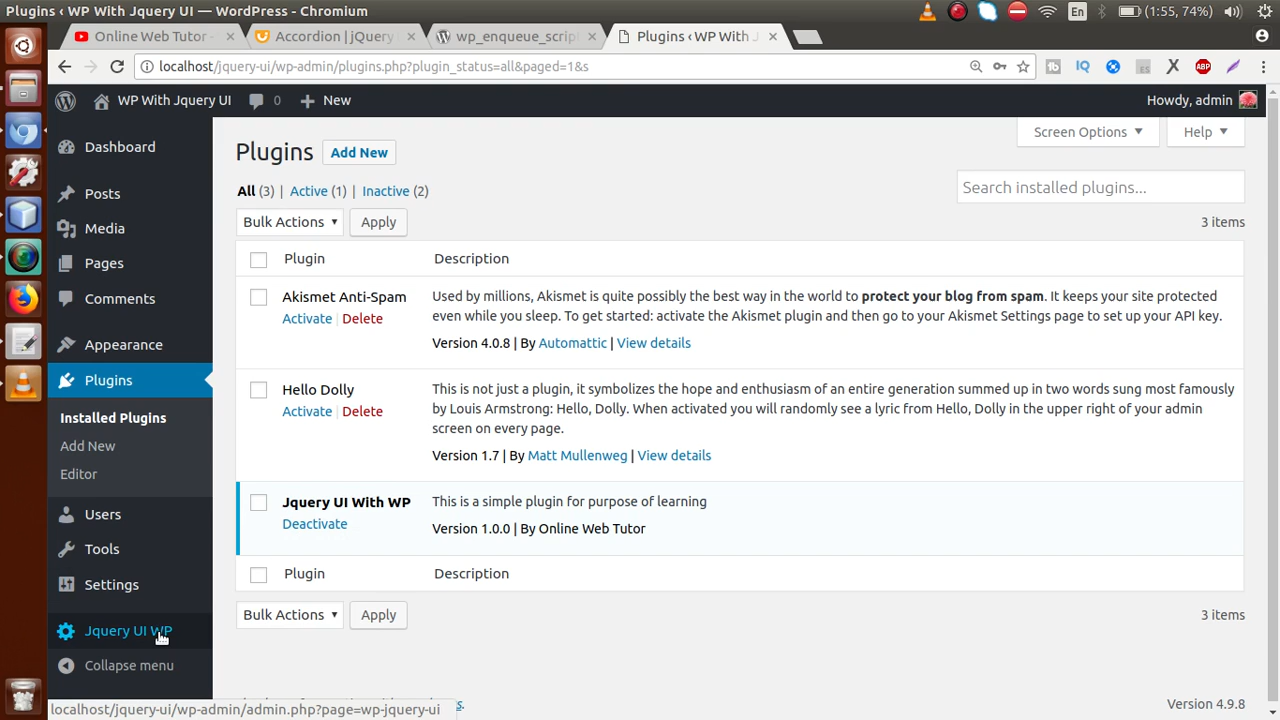 Plugins ‹ WP With Jquery UI — WordPress - Chromium
En
(1:55, 74%)
Online Web Tutor -
Accordion | jQuery
wp_enqueue_script
Plugins ‹ WP With J
localhost/jquery-ui/wp-admin/plugins.php?plugin_status=all&paged=1&s
WP With Jquery UI
0
New
Howdy, admin
Dashboard
Posts
Media
Pages
Comments
Appearance
Plugins
Installed Plugins
Add New
Editor
Users
Tools
Settings
Jquery UI WP
Collapse menu
Screen Options
Help
Plugins
Add New
All (3) | Active (1) | Inactive (2)
Search installed plugins...
Bulk Actions
Apply
3 items
Plugin
Description
Akismet Anti-Spam
Activate | Delete
Used by millions, Akismet is quite possibly the best way in the world to protect your blog from spam. It keeps your site protected
even while you sleep. To get started: activate the Akismet plugin and then go to your Akismet Settings page to set up your API key.
Version 4.0.8 | By Automattic | View details
Hello Dolly
Activate | Delete
This is not just a plugin, it symbolizes the hope and enthusiasm of an entire generation summed up in two words sung most famously
by Louis Armstrong: Hello, Dolly. When activated you will randomly see a lyric from Hello, Dolly in the upper right of your admin
screen on every page.
Version 1.7 | By Matt Mullenweg | View details
Jquery UI With WP
Deactivate
This is a simple plugin for purpose of learning
Version 1.0.0 | By Online Web Tutor
Plugin
Description
Bulk Actions
Apply
3 items
Version 4.9.8
localhost/jquery-ui/wp-admin/admin.php?page=wp-jquery-ui